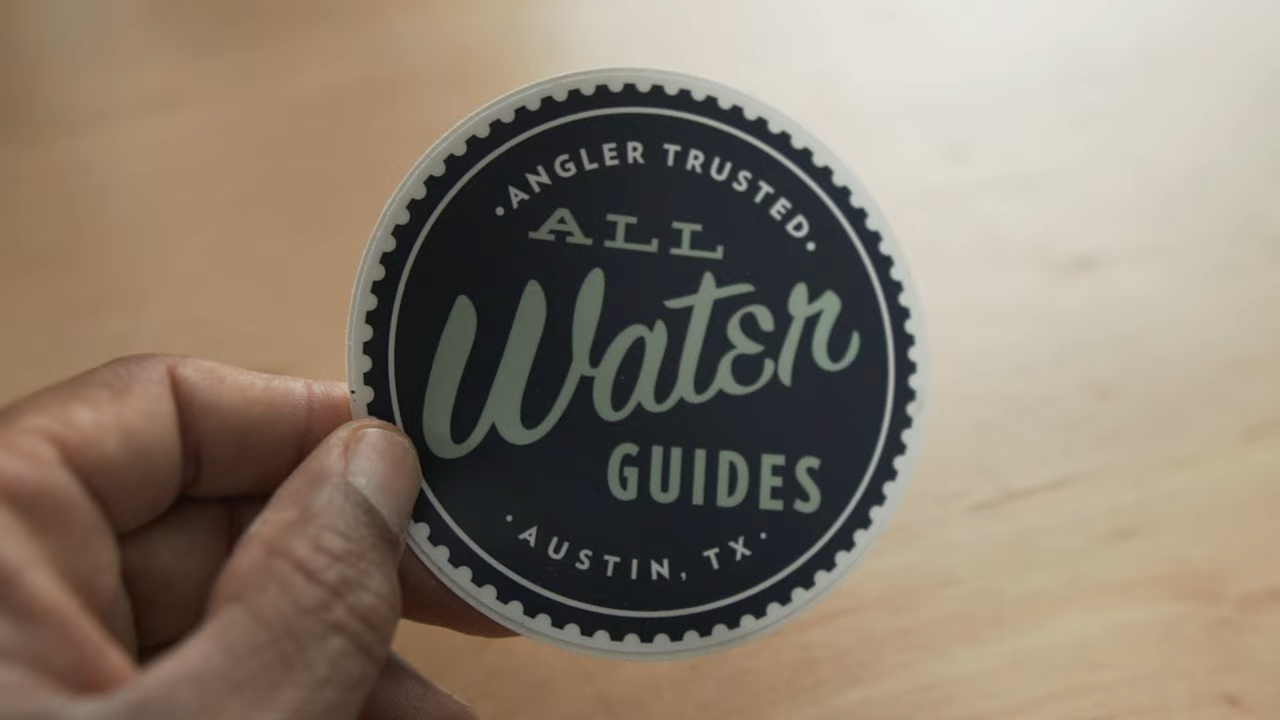 ·ANGLER TRUSTED·
ALL
Water
GUIDES
·AUSTIN, TX·